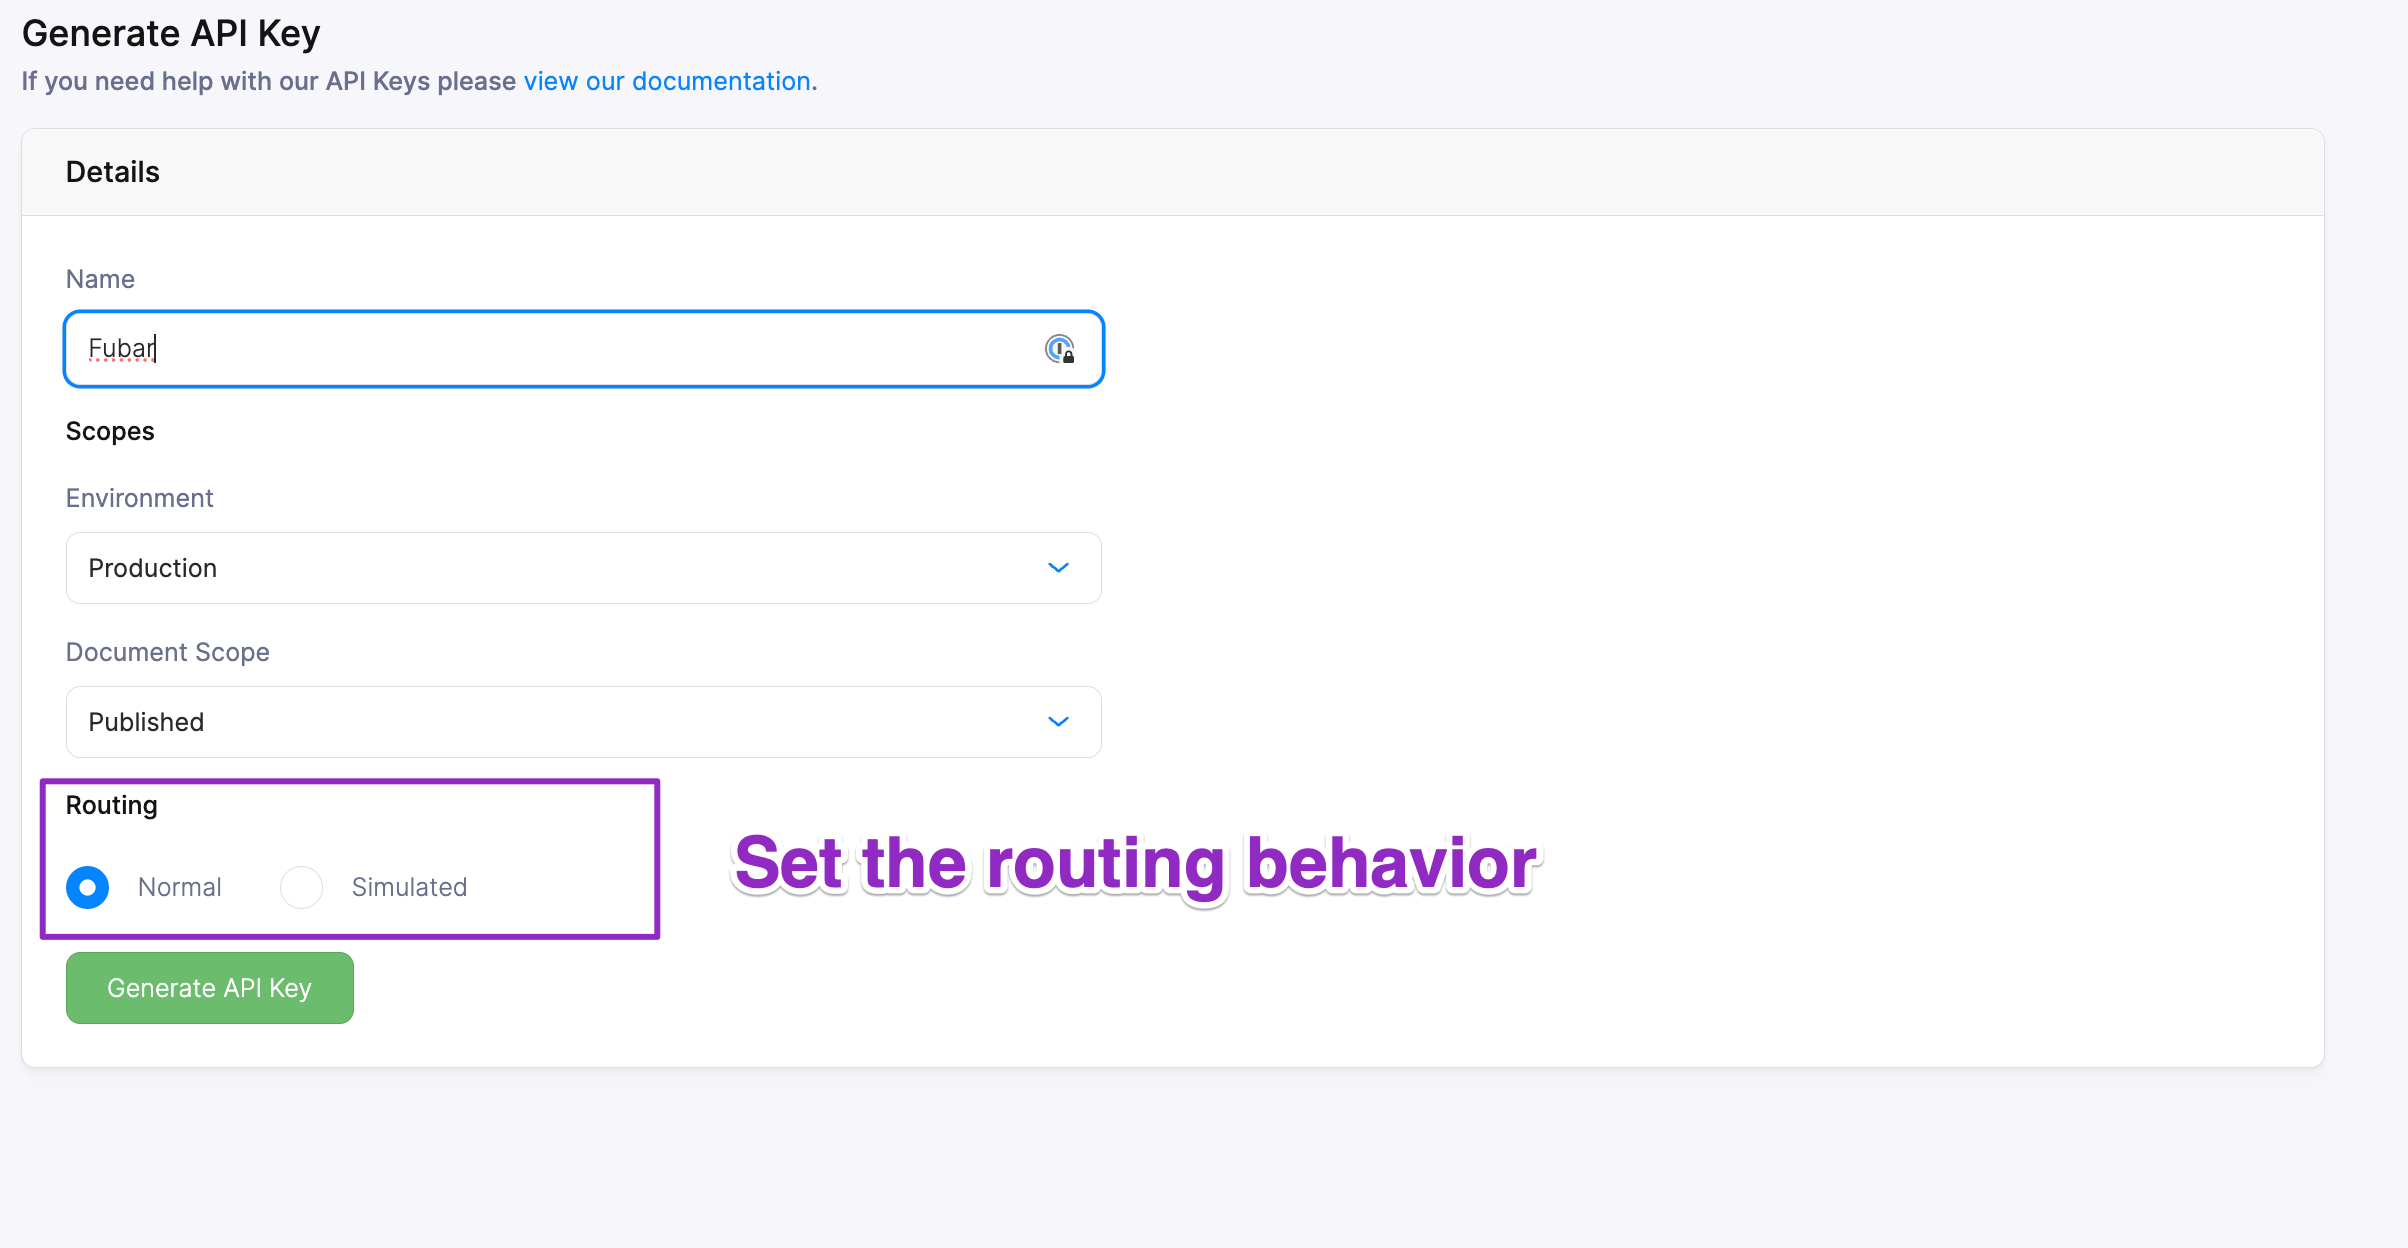 Generate API Key
If you need help with our API Keys please view our documentation.
Details
Name
Fubar
Scopes
Environment
Production
Document Scope
Published
Routing
Normal
Simulated
Set the routing behavior
Generate API Key